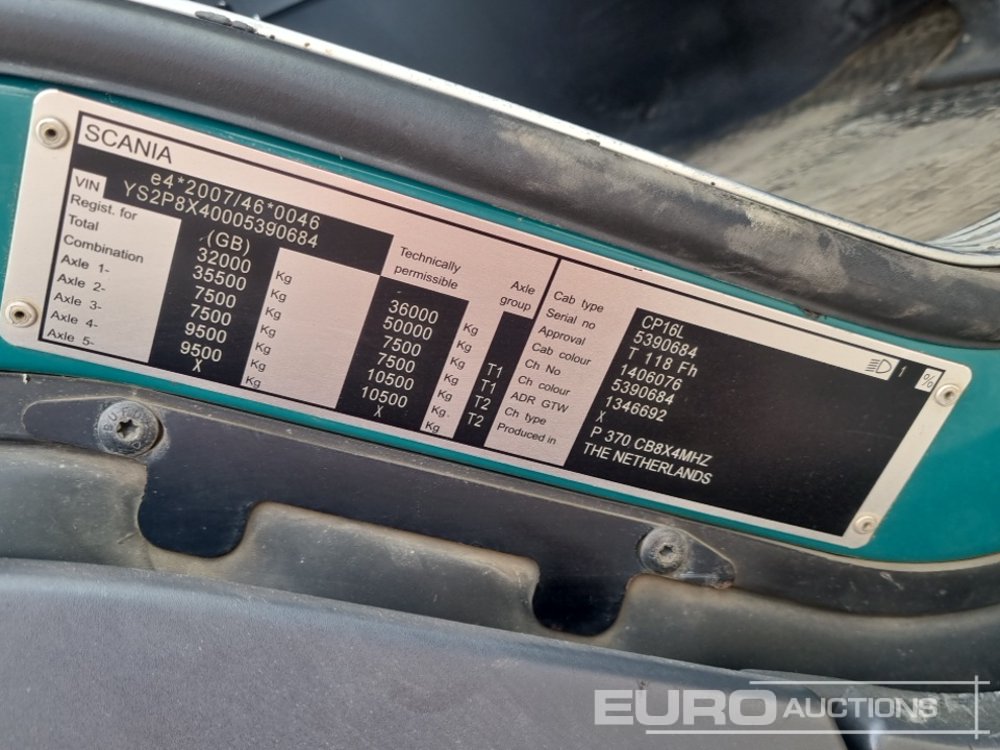 SCANIA
e4*2007/46*0046
VIN YS2P8X40005390684
Regist. for (GB) Technically permissible Axle group
Total 32000 Kg 36000 Kg
Combination 35500 Kg 50000 Kg
Axle 1- 7500 Kg 7500 Kg T1
Axle 2- 7500 Kg 7500 Kg T1
Axle 3- 9500 Kg 10500 Kg T2
Axle 4- 9500 Kg 10500 Kg. T2
Axle 5- X Kg X Kg
Cab type CP16L
Serial no 5390684
Approval T 118 Fh 1 %
Cab colour 1406076
Ch No 5390684
Ch colour 1346692
ADR GTW X
Ch type P 370 CB8X4MHZ
Produced in THE NETHERLANDS
EURO AUCTIONS